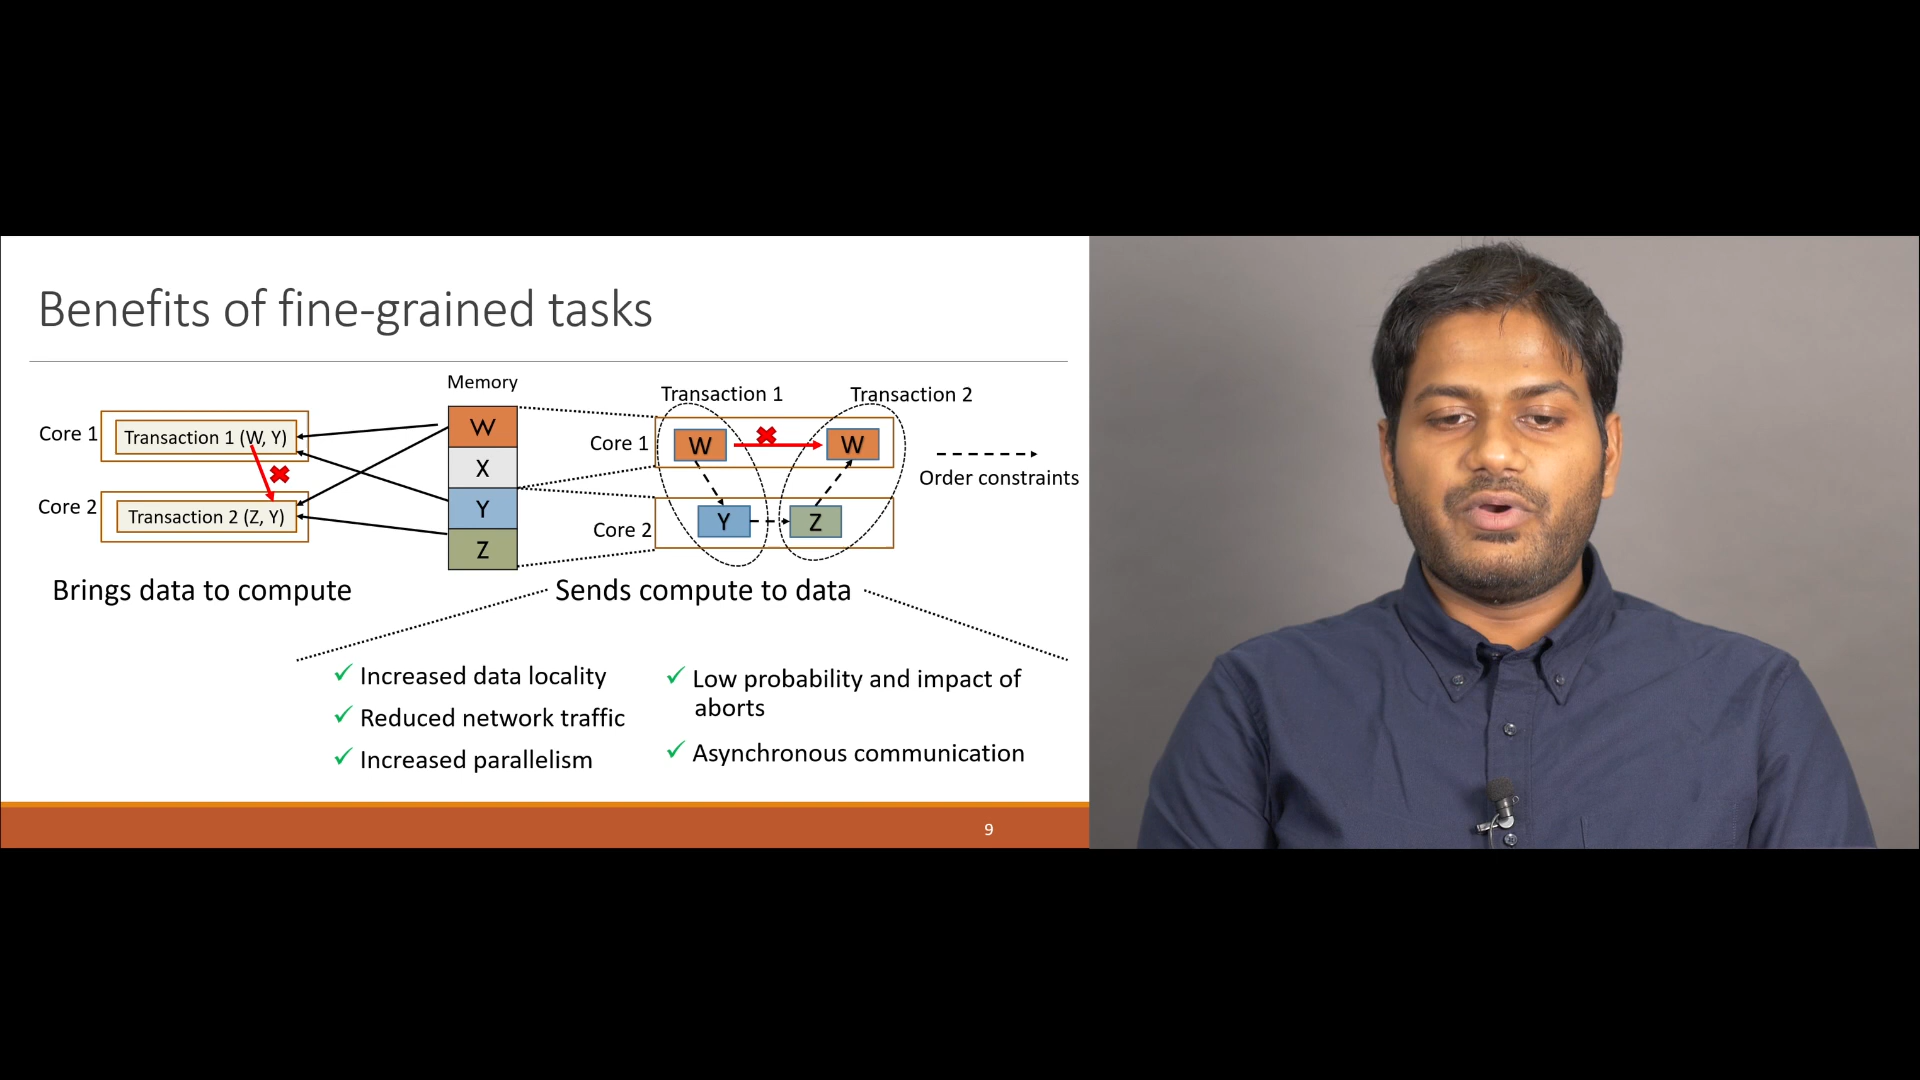 Benefits of fine-grained tasks
Memory
Core 1
Transaction 1 (W, Y)
Core 2
Transaction 2 (Z, Y)
W
X
Y
Z
Transaction 1
Transaction 2
Core 1
W
W
Core 2
Y
Z
Order constraints
Brings data to compute
Sends compute to data
✓ Increased data locality
✓ Reduced network traffic
✓ Increased parallelism
✓ Low probability and impact of
aborts
✓ Asynchronous communication
9